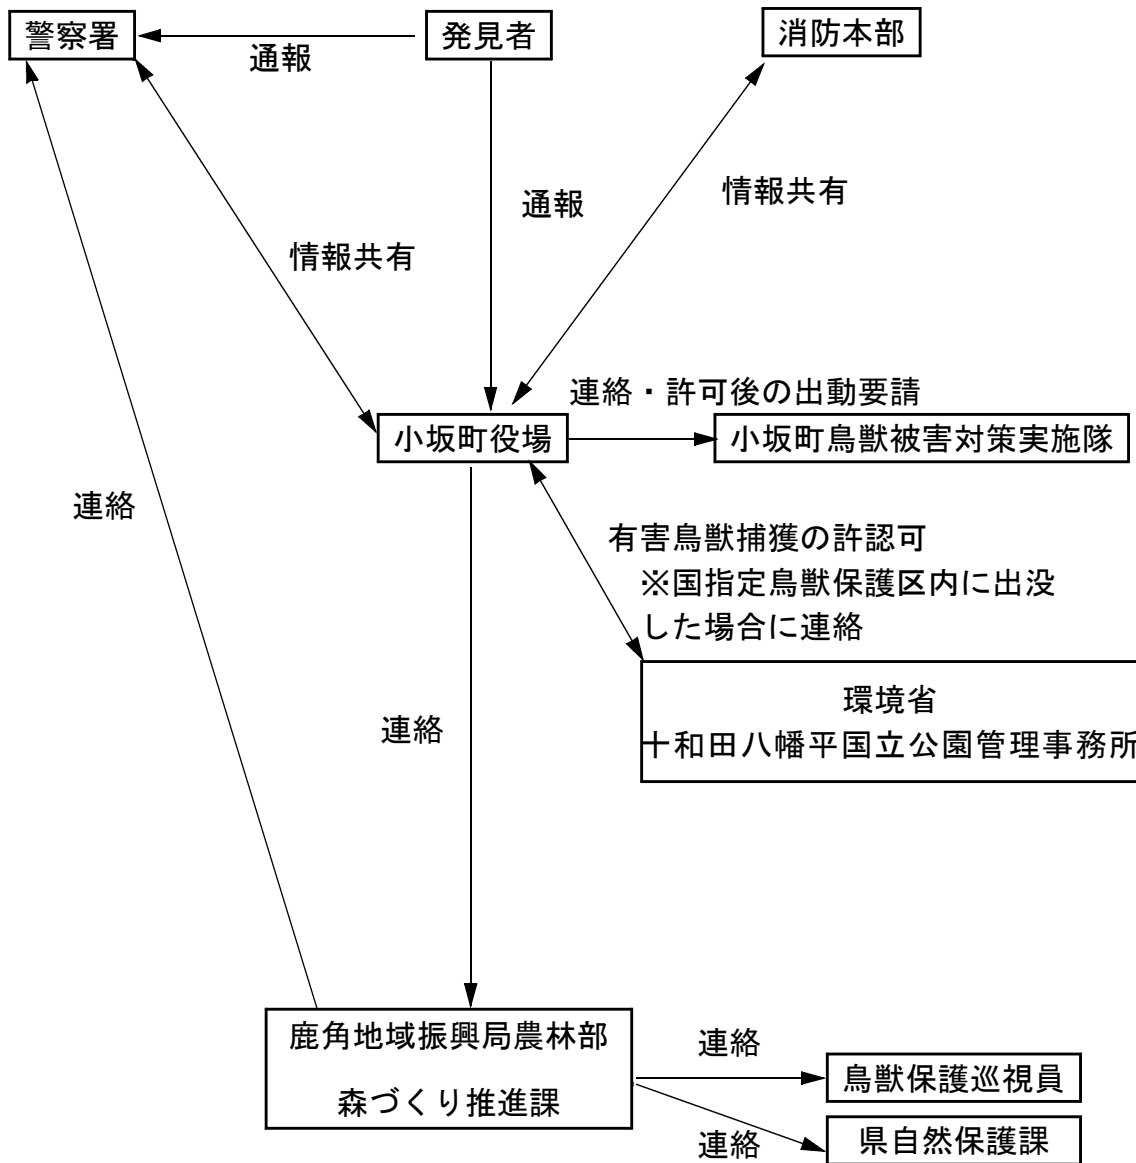 警察署
発見者
消防本部
通報
通報
情報共有
情報共有
連絡・許可後の出動要請
小坂町役場
小坂町鳥獣被害対策実施隊
連絡
有害鳥獣捕獲の許認可
※国指定鳥獣保護区内に出没
した場合に連絡
環境省
十和田八幡平国立公園管理事務所
連絡
鹿角地域振興局農林部
森づくり推進課
連絡
鳥獣保護巡視員
連絡
県自然保護課